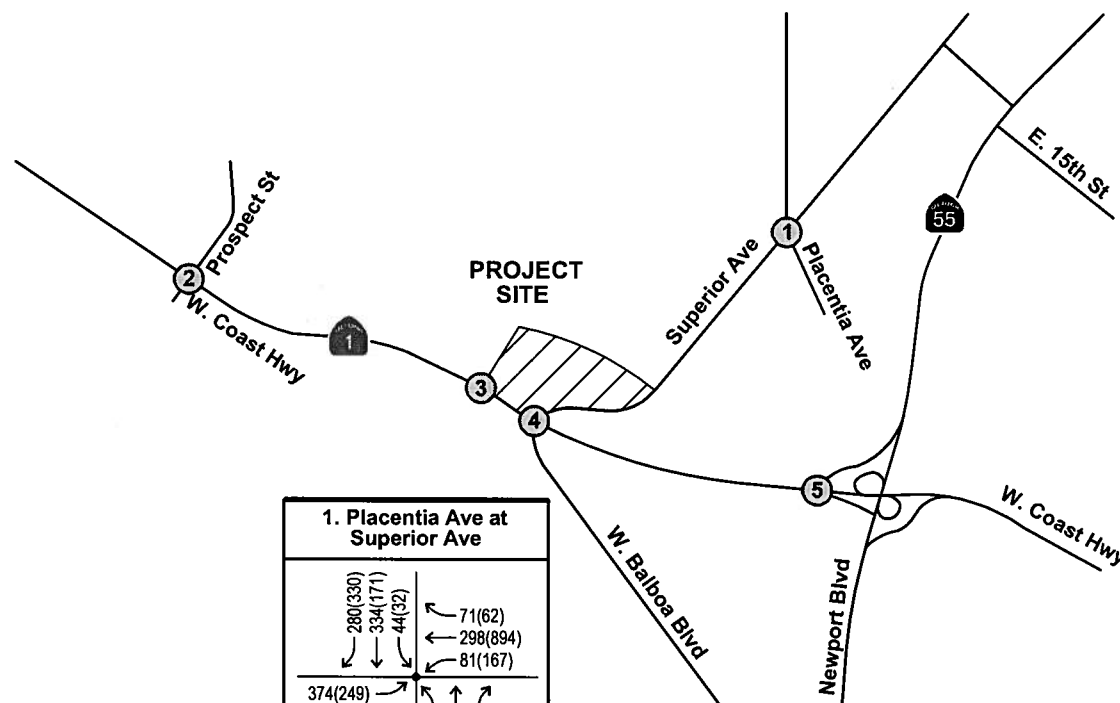 E. 15th St
55
1
Placentia Ave
Superior Ave
Prospect St
2
W. Coast Hwy
PROJECT
SITE
1
3
4
5
W. Coast Hwy
W. Balboa Blvd
Newport Blvd
1. Placentia Ave at
Superior Ave
280(330)
334(171)
44(32)
71(62)
298(894)
81(167)
374(249)